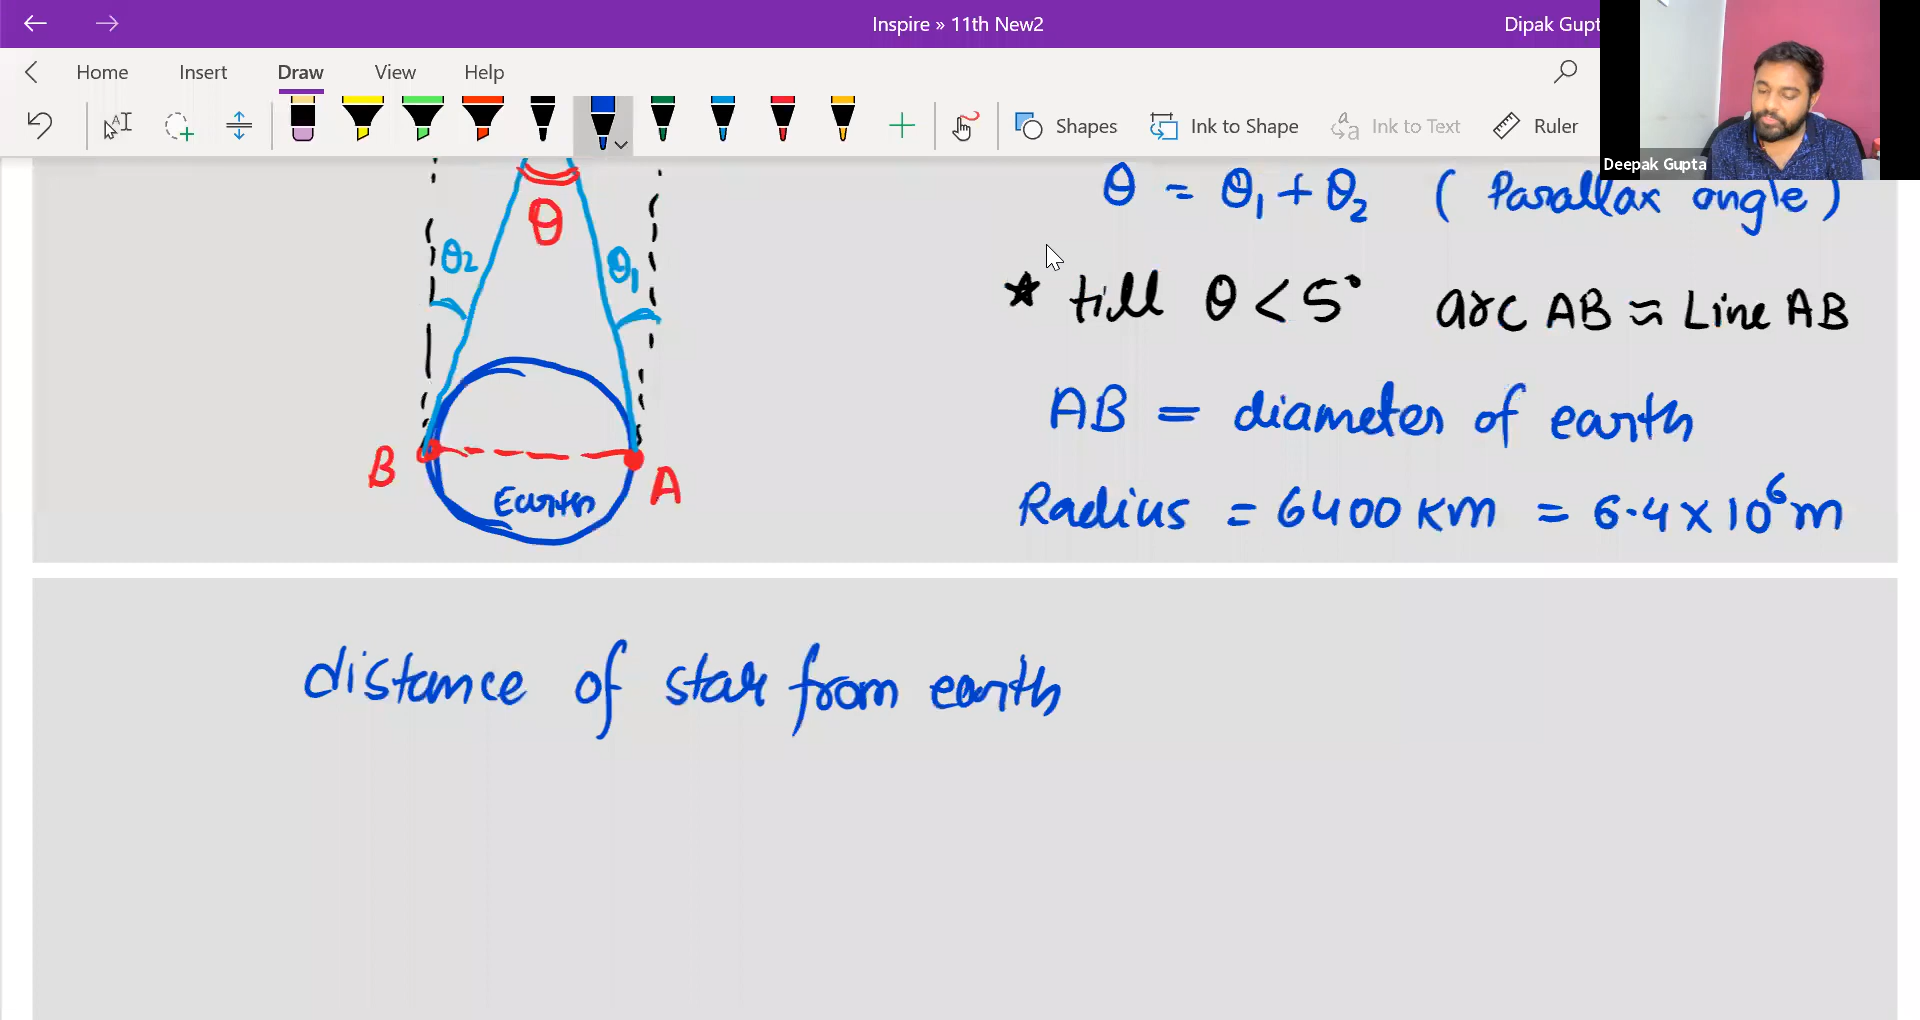 Inspire » 11th New2
Dipak Gupt
Home Insert Draw View Help
Shapes Ink to Shape Ink to Text Ruler
Deepak Gupta
θ = θ₁ + θ₂ ( Parallax angle )
θ
θ₂
θ₁
★ till θ < 5° arc AB ≈ Line AB
AB = diameter of earth
B
A
Earth
Radius = 6400 KM = 6.4 × 10⁶ m
distance of star from earth